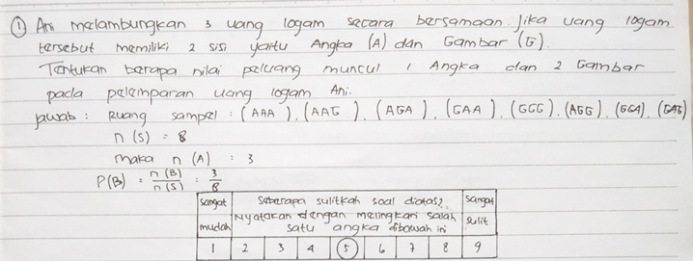 ① Ani melambungkan 3 uang logam secara bersamaan. Jika uang logam
tersebut memiliki 2 sisi yaitu Angka (A) dan Gambar (G).
Tentukan berapa nilai peluang muncul 1 Angka dan 2 Gambar
pada pelemparan uang logam Ani.
Jawab : Ruang sampel : (AAA), (AAG), (AGA), (GAA), (GGG), (AGG), (GGA), (GAG)
n (S) = 8
maka n (A) : 3
P(B) : n(B)/n(S) : 3/8
sangat mudah
Seberapa sulitkah soal diatas?
Nyatakan dengan melingkari salah
satu angka dibawah ini
sangat sulit
1 2 3 4 5 6 7 8 9